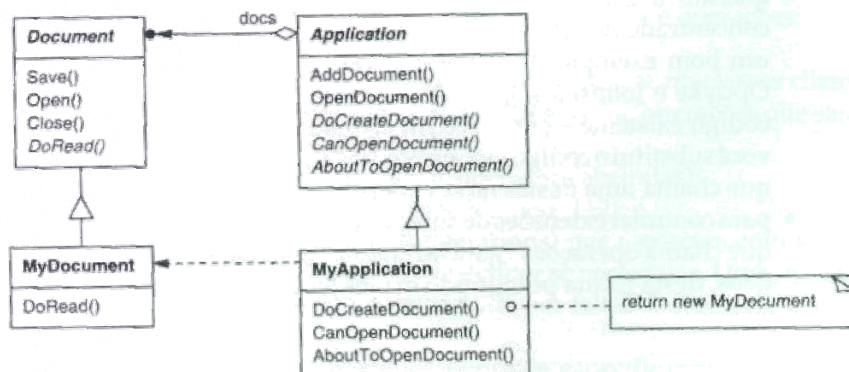 docs
Document
Save()
Open()
Close()
DoRead()
Application
AddDocument()
OpenDocument()
DoCreateDocument()
CanOpenDocument()
AboutToOpenDocument()
MyDocument
DoRead()
MyApplication
DoCreateDocument()
CanOpenDocument()
AboutToOpenDocument()
return new MyDocument